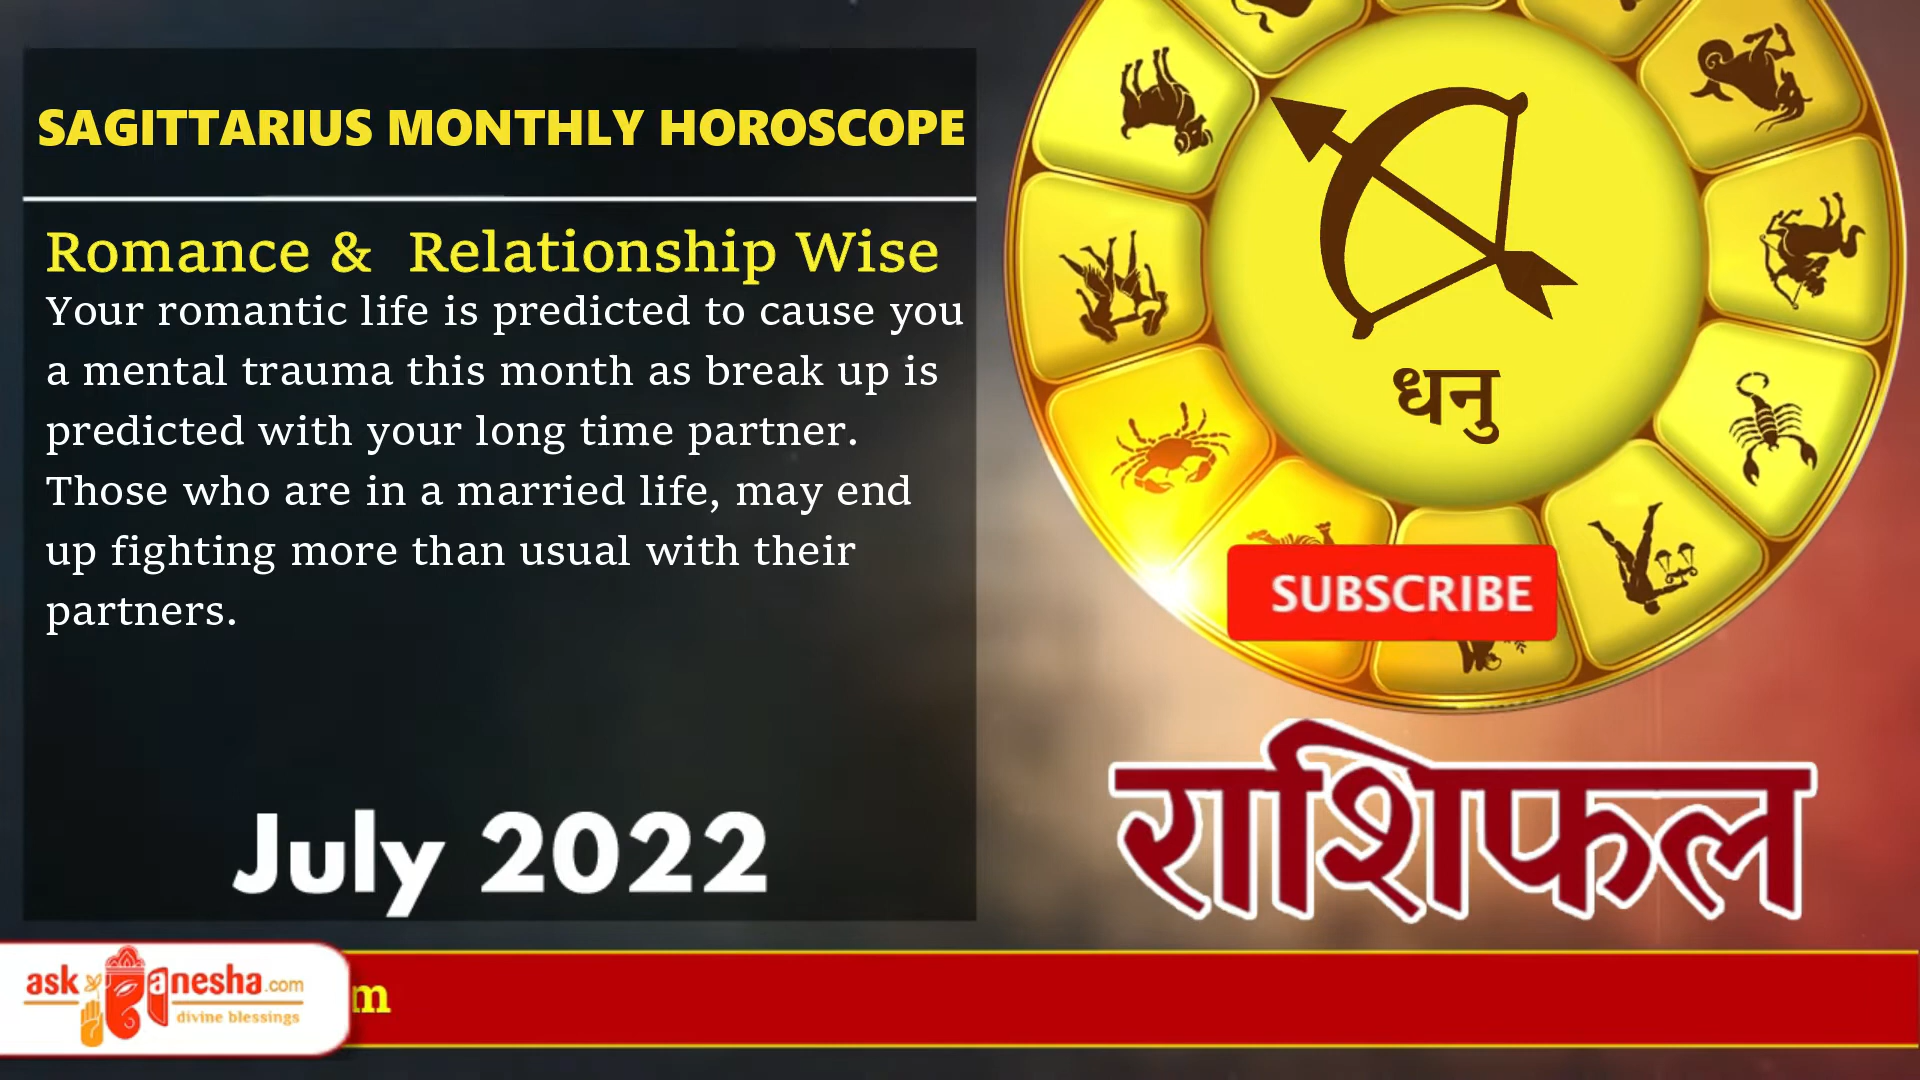 SAGITTARIUS MONTHLY HOROSCOPE
Romance & Relationship Wise
Your romantic life is predicted to cause you
a mental trauma this month as break up is
predicted with your long time partner.
Those who are in a married life, may end
up fighting more than usual with their
partners.
July 2022
धनु
SUBSCRIBE
राशिफल
ask Ganesha.com
divine blessings
m